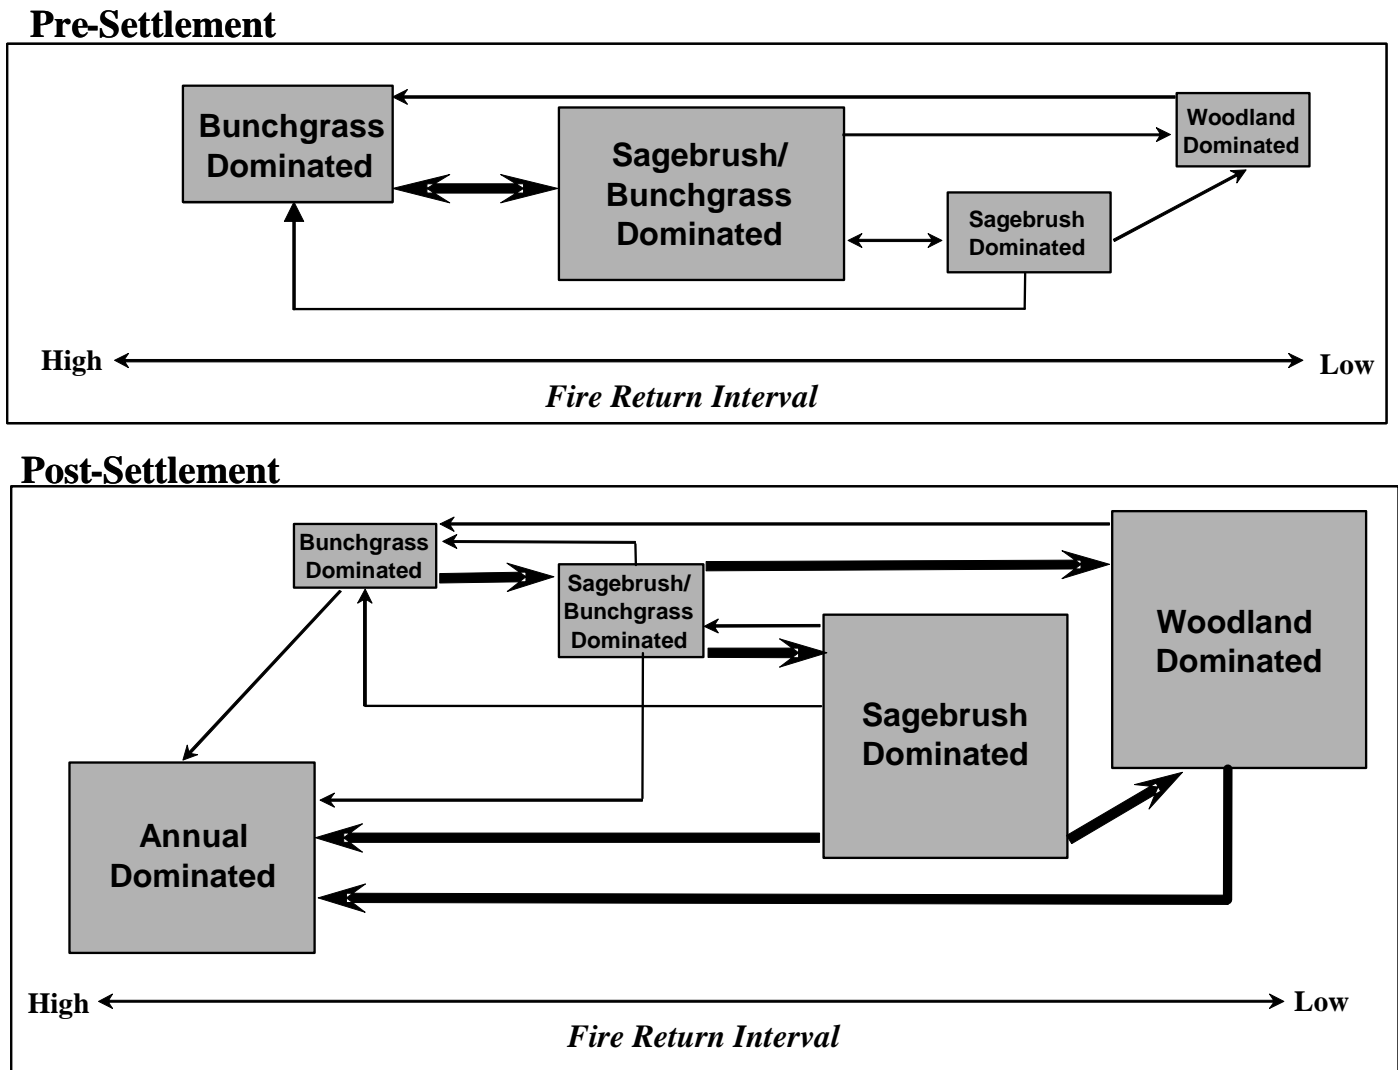 Pre-Settlement
Bunchgrass
Dominated
Sagebrush/
Bunchgrass
Dominated
Woodland
Dominated
Sagebrush
Dominated
High
Low
Fire Return Interval
Post-Settlement
Bunchgrass
Dominated
Sagebrush/
Bunchgrass
Dominated
Woodland
Dominated
Sagebrush
Dominated
Annual
Dominated
High
Low
Fire Return Interval